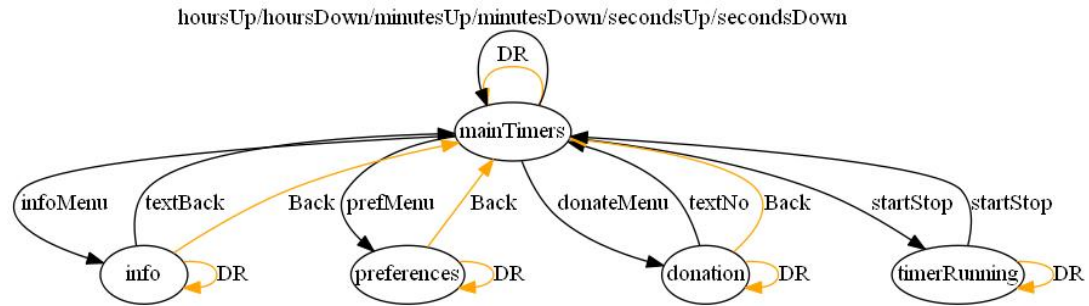 hoursUp/hoursDown/minutesUp/minutesDown/secondsUp/secondsDown
DR
mainTimers
infoMenu textBack Back prefMenu Back donateMenu textNo Back startStop startStop
info DR preferences DR donation DR timerRunning DR